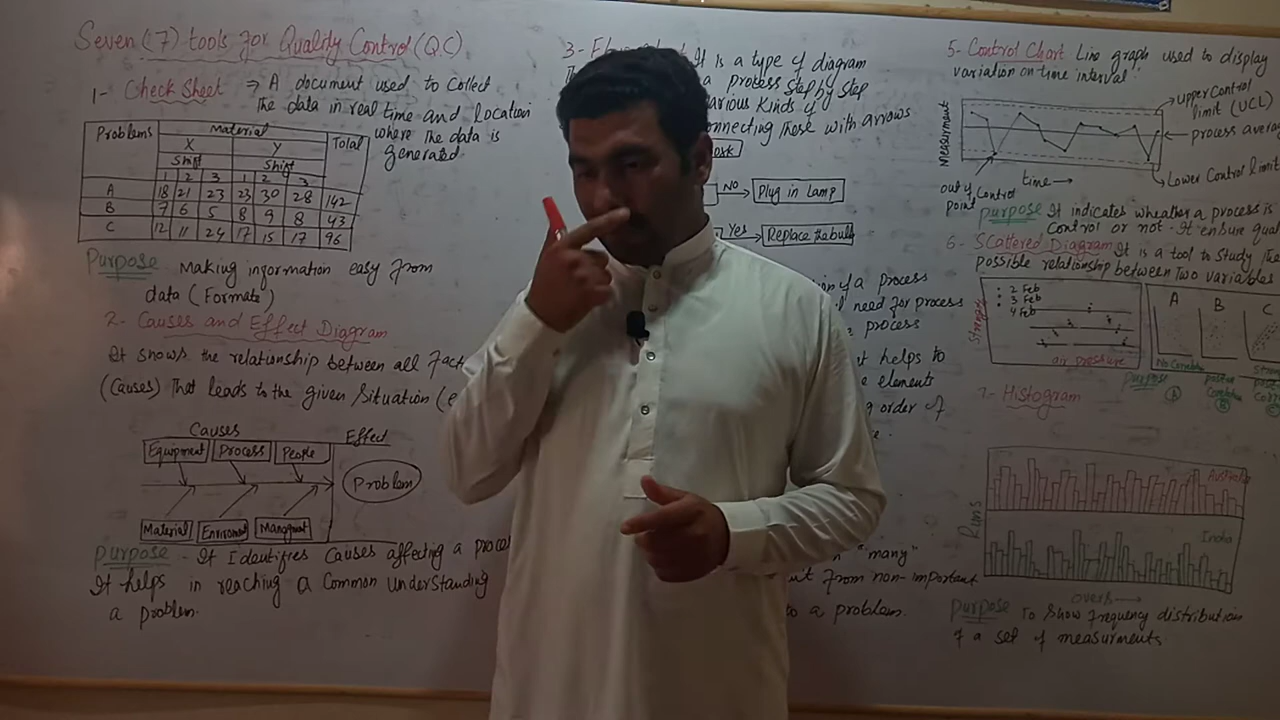 Seven (7) tools for Quality Control (QC)
1- Check Sheet ⇒ A document used to Collect
The data in real time and location
where The data is
generated.
Problems Material Total
X Y
Shift Shift
1 2 3 1 2 3
A 18 21 23 23 30 28 142
B 7 6 5 8 9 8 43
C 12 11 24 17 15 17 96
Purpose Making information easy from
data (Formate)
2- Causes and Effect Diagram
It shows the relationship between all Fact
(Causes) That leads to the given Situation (e
Causes Effect
Equipment Process People
Problem
Material Enviroment
Purpose - It Identifies Causes affecting a proce
It helps in reaching a Common Understanding
a problem.
3- It is a type of diagram
a process step by step
various kinds of
onnecting These with arrows
NO Plug in Lamp
Yes Replace the bulb
of a process
need for process
process
helps to
elements
order of
"many"
from non-important
to a problem.
5- Control Chart Line graph used to display
variation on time interval
measurment
upper Control
limit (UCL)
process avera
Lower Control limit
time →
out of Control
point
purpose It indicates wheather a process is
Control or not. It ensure qual
6- Scattered Diagram It is a tool to Study The
possible relationship between Two variables
2 Feb
3 Feb
4 Feb
air pressure
A B C
purpose
A B
7- Histogram
Runs
Australia
India
overs →
purpose To show frequency distribution
of a set of measurments